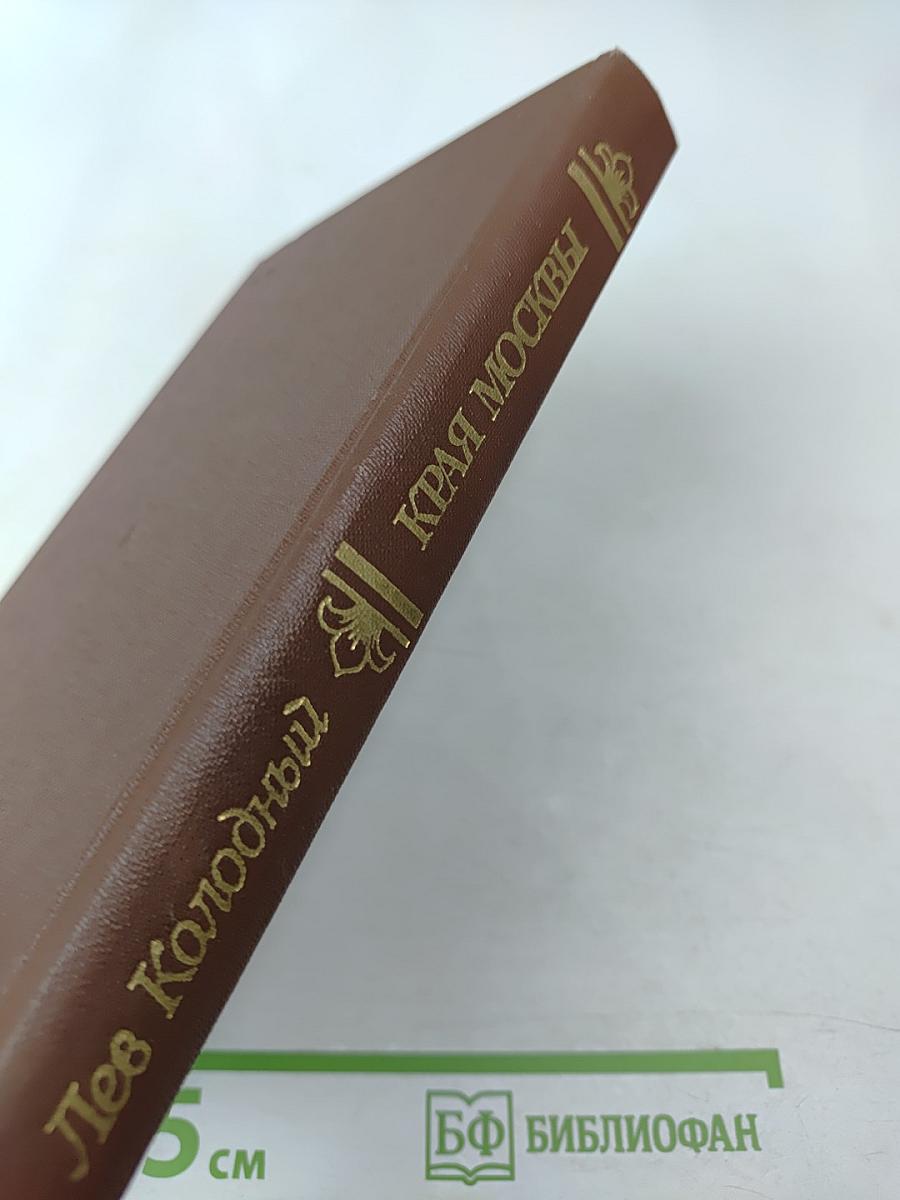 Лев Колодный
КРАЯ МОСКВЫ
5 см
БФ БИБЛИОФАН